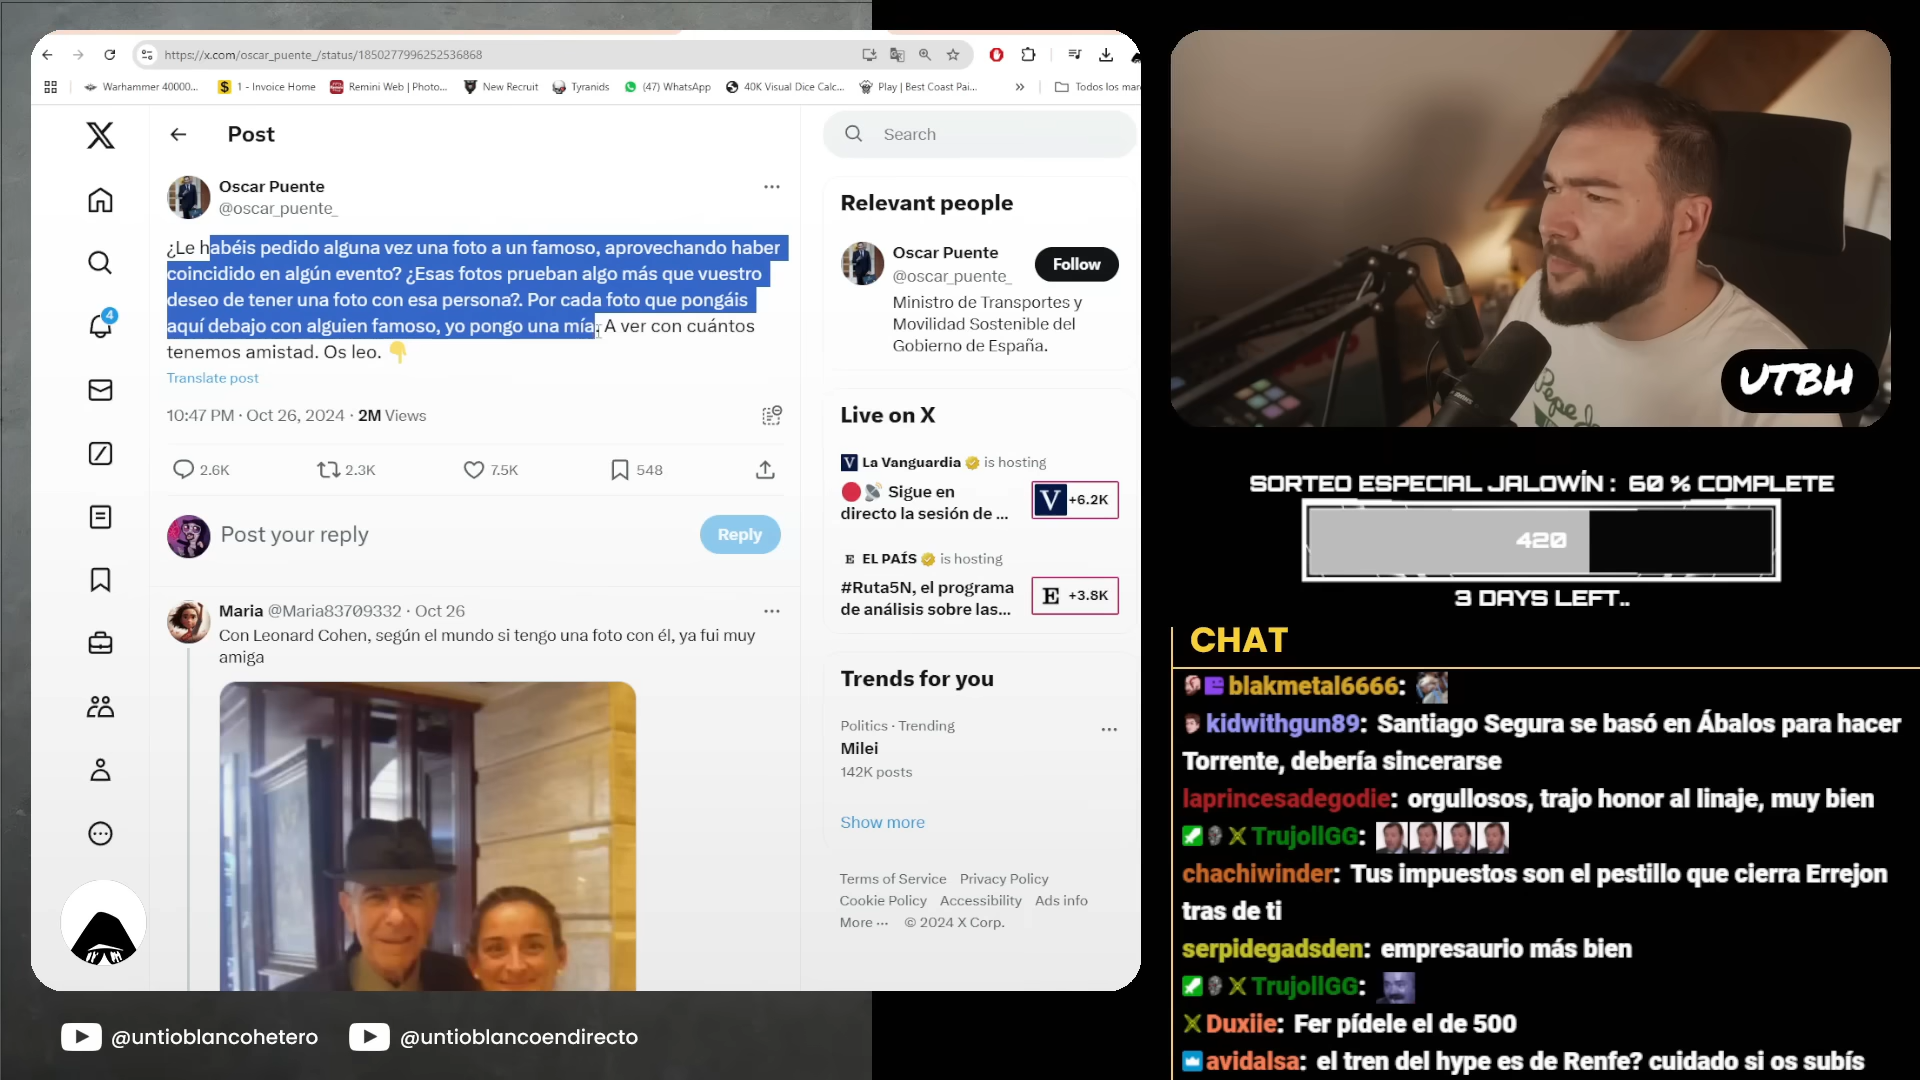 https://x.com/oscar_puente_/status/1850277996252536868
Warhammer 40000...
1 - Invoice Home
Remini Web | Photo...
New Recruit
Tyranids
(47) WhatsApp
40K Visual Dice Calc...
Play | Best Coast Pai...
Todos los mar
Post
Search
Oscar Puente
@oscar_puente_
¿Le habéis pedido alguna vez una foto a un famoso, aprovechando haber
coincidido en algún evento? ¿Esas fotos prueban algo más que vuestro
deseo de tener una foto con esa persona?. Por cada foto que pongáis
aquí debajo con alguien famoso, yo pongo una mía. A ver con cuántos
tenemos amistad. Os leo.
Translate post
10:47 PM · Oct 26, 2024 · 2M Views
2.6K
2.3K
7.5K
548
Post your reply
Reply
Maria @Maria83709332 · Oct 26
Con Leonard Cohen, según el mundo si tengo una foto con él, ya fui muy
amiga
4
Relevant people
Oscar Puente
@oscar_puente_
Follow
Ministro de Transportes y
Movilidad Sostenible del
Gobierno de España.
Live on X
V La Vanguardia is hosting
Sigue en
directo la sesión de ...
V +6.2K
E EL PAÍS is hosting
#Ruta5N, el programa
de análisis sobre las...
E +3.8K
Trends for you
Politics · Trending
Milei
142K posts
Show more
Terms of Service Privacy Policy
Cookie Policy Accessibility Ads info
More ··· © 2024 X Corp.
@untioblancohetero
@untioblancoendirecto
Pepe
UTBH
SORTEO ESPECIAL JALOWÍN : 60 % COMPLETE
420
3 DAYS LEFT..
CHAT
blakmetal6666:
kidwithgun89: Santiago Segura se basó en Ábalos para hacer
Torrente, debería sincerarse
laprincesadegodie: orgullosos, trajo honor al linaje, muy bien
TrujollGG:
chachiwinder: Tus impuestos son el pestillo que cierra Errejon
tras de ti
serpidegadsden: empresaurio más bien
TrujollGG:
Duxiie: Fer pídele el de 500
avidalsa: el tren del hype es de Renfe? cuidado si os subís